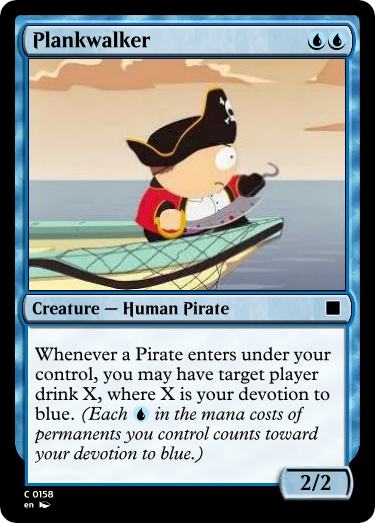 Plankwalker
Creature — Human Pirate
Whenever a Pirate enters under your
control, you may have target player
drink X, where X is your devotion to
blue. (Each in the mana costs of
permanents you control counts toward
your devotion to blue.)
2/2
C 0158
en